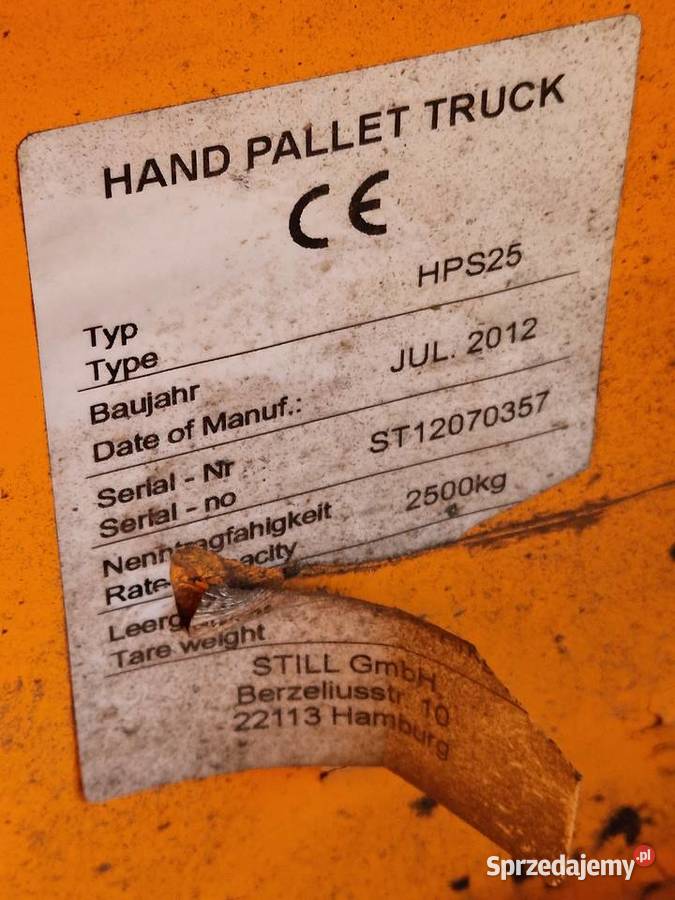 HAND PALLET TRUCK
CE
Typ
Type HPS25
Baujahr
Date of Manuf.: JUL. 2012
Serial - Nr
Serial - no ST12070357
Nenntragfahigkeit
2500kg
Tare weight
STILL GmbH
Berzeliusstr. 10
22113 Hamburg
Sprzedajemy.pl